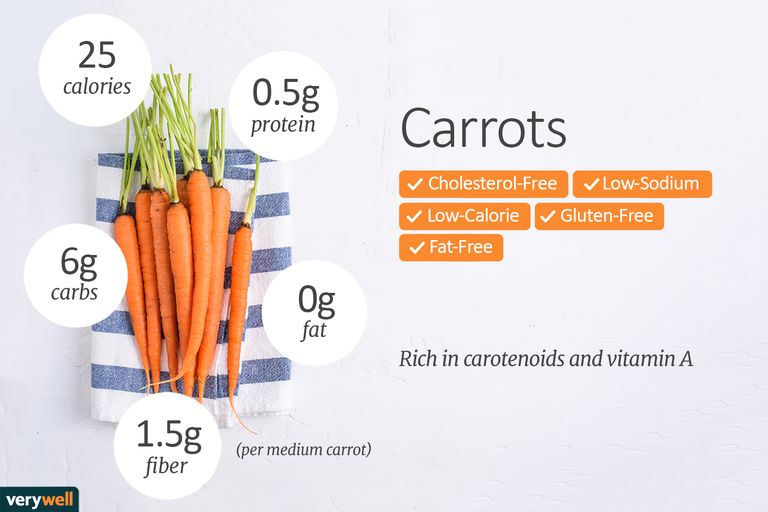 25
calories
0.5g
protein
6g
carbs
0g
fat
1.5g
fiber
(per medium carrot)
Carrots
✓ Cholesterol-Free
✓ Low-Sodium
✓ Low-Calorie
✓ Gluten-Free
✓ Fat-Free
Rich in carotenoids and vitamin A
verywell